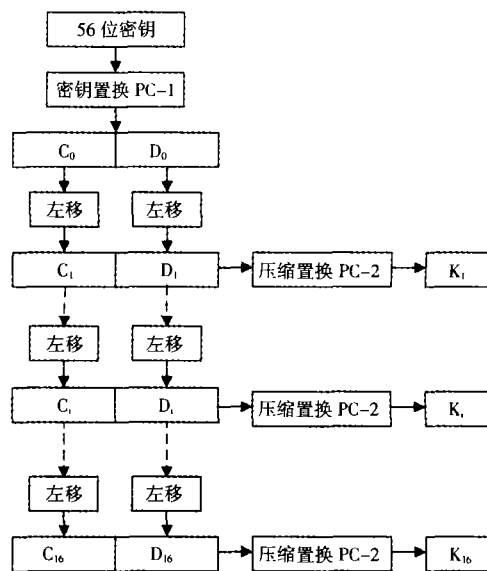 56 位密钥
密钥置换 PC-1
C₀ D₀
左移 左移
C₁ D₁ 压缩置换 PC-2 K₁
左移 左移
Cᵢ Dᵢ 压缩置换 PC-2 Kᵢ
左移 左移
C₁₆ D₁₆ 压缩置换 PC-2 K₁₆